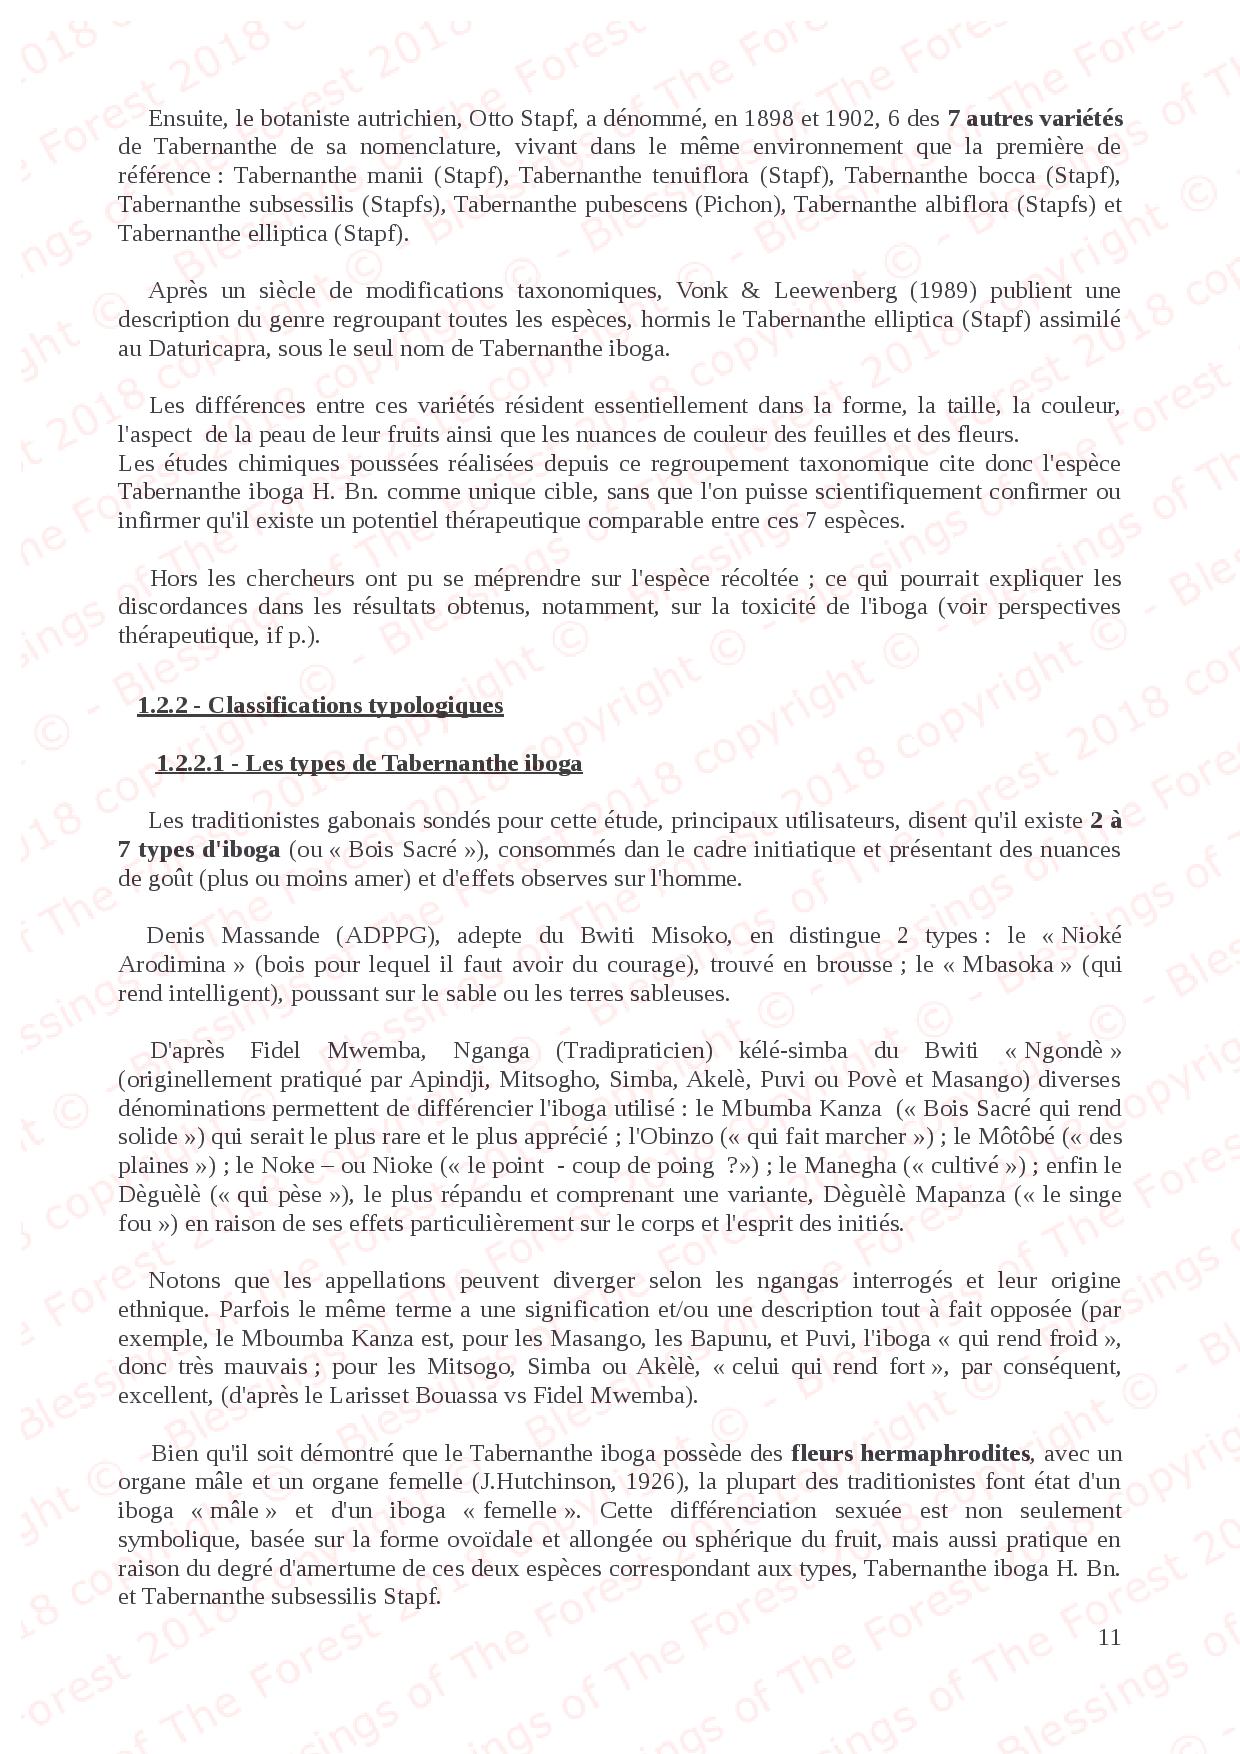 Ensuite, le botaniste autrichien, Otto Stapf, a dénommé, en 1898 et 1902, 6 des 7 autres variétés
de Tabernanthe de sa nomenclature, vivant dans le même environnement que la première de
référence : Tabernanthe manii (Stapf), Tabernanthe tenuiflora (Stapf), Tabernanthe bocca (Stapf),
Tabernanthe subsessilis (Stapfs), Tabernanthe pubescens (Pichon), Tabernanthe albiflora (Stapfs) et
Tabernanthe elliptica (Stapf).
Après un siècle de modifications taxonomiques, Vonk & Leewenberg (1989) publient une
description du genre regroupant toutes les espèces, hormis le Tabernanthe elliptica (Stapf) assimilé
au Daturicapra, sous le seul nom de Tabernanthe iboga.
Les différences entre ces variétés résident essentiellement dans la forme, la taille, la couleur,
l'aspect de la peau de leur fruits ainsi que les nuances de couleur des feuilles et des fleurs.
Les études chimiques poussées réalisées depuis ce regroupement taxonomique cite donc l'espèce
Tabernanthe iboga H. Bn. comme unique cible, sans que l'on puisse scientifiquement confirmer ou
infirmer qu'il existe un potentiel thérapeutique comparable entre ces 7 espèces.
Hors les chercheurs ont pu se méprendre sur l'espèce récoltée ; ce qui pourrait expliquer les
discordances dans les résultats obtenus, notamment, sur la toxicité de l'iboga (voir perspectives
thérapeutique, if p.).
1.2.2 - Classifications typologiques
1.2.2.1 - Les types de Tabernanthe iboga
Les traditionistes gabonais sondés pour cette étude, principaux utilisateurs, disent qu'il existe 2 à
7 types d'iboga (ou « Bois Sacré »), consommés dan le cadre initiatique et présentant des nuances
de goût (plus ou moins amer) et d'effets observes sur l'homme.
Denis Massande (ADPPG), adepte du Bwiti Misoko, en distingue 2 types : le « Nioké
Arodimina » (bois pour lequel il faut avoir du courage), trouvé en brousse ; le « Mbasoka » (qui
rend intelligent), poussant sur le sable ou les terres sableuses.
D'après Fidel Mwemba, Nganga (Tradipraticien) kélé-simba du Bwiti « Ngondè »
(originellement pratiqué par Apindji, Mitsogho, Simba, Akelè, Puvi ou Povè et Masango) diverses
dénominations permettent de différencier l'iboga utilisé : le Mbumba Kanza (« Bois Sacré qui rend
solide ») qui serait le plus rare et le plus apprécié ; l'Obinzo (« qui fait marcher ») ; le Môtôbé (« des
plaines ») ; le Noke – ou Nioke (« le point - coup de poing ?») ; le Manegha (« cultivé ») ; enfin le
Dèguèlè (« qui pèse »), le plus répandu et comprenant une variante, Dèguèlè Mapanza (« le singe
fou ») en raison de ses effets particulièrement sur le corps et l'esprit des initiés.
Notons que les appellations peuvent diverger selon les ngangas interrogés et leur origine
ethnique. Parfois le même terme a une signification et/ou une description tout à fait opposée (par
exemple, le Mboumba Kanza est, pour les Masango, les Bapunu, et Puvi, l'iboga « qui rend froid »,
donc très mauvais ; pour les Mitsogo, Simba ou Akèlè, « celui qui rend fort », par conséquent,
excellent, (d'après le Larisset Bouassa vs Fidel Mwemba).
Bien qu'il soit démontré que le Tabernanthe iboga possède des fleurs hermaphrodites, avec un
organe mâle et un organe femelle (J.Hutchinson, 1926), la plupart des traditionistes font état d'un
iboga « mâle » et d'un iboga « femelle ». Cette différenciation sexuée est non seulement
symbolique, basée sur la forme ovoïdale et allongée ou sphérique du fruit, mais aussi pratique en
raison du degré d'amertume de ces deux espèces correspondant aux types, Tabernanthe iboga H. Bn.
et Tabernanthe subsessilis Stapf.
11